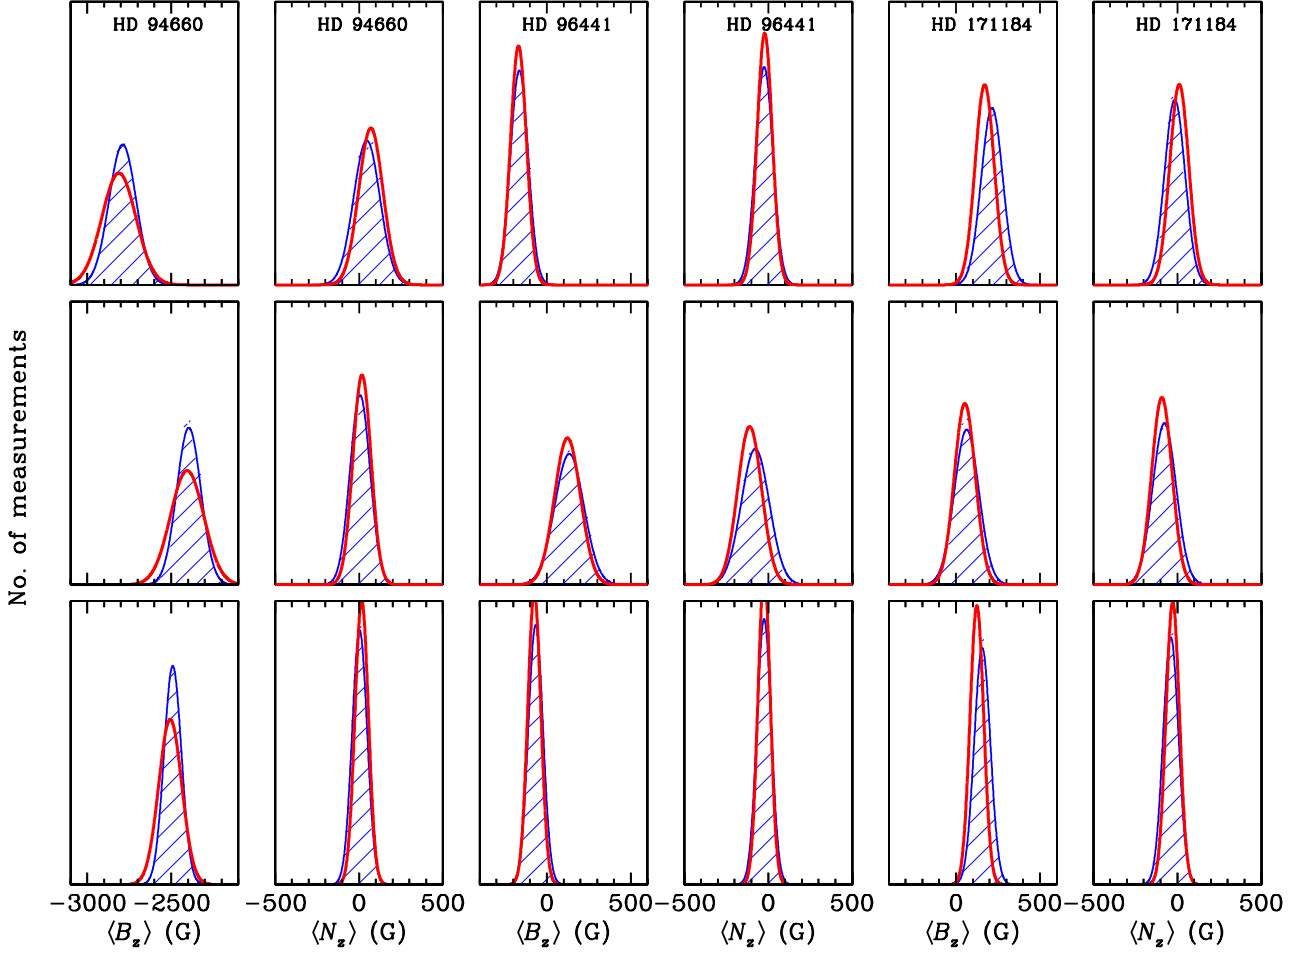 HD 94660 HD 94660 HD 96441 HD 96441 HD 171184 HD 171184
No. of measurements
−3000 −2500 −500 0 500 0 500 −500 0 500 0 500 −500 0 500
⟨B_z⟩ (G) ⟨N_z⟩ (G) ⟨B_z⟩ (G) ⟨N_z⟩ (G) ⟨B_z⟩ (G) ⟨N_z⟩ (G)